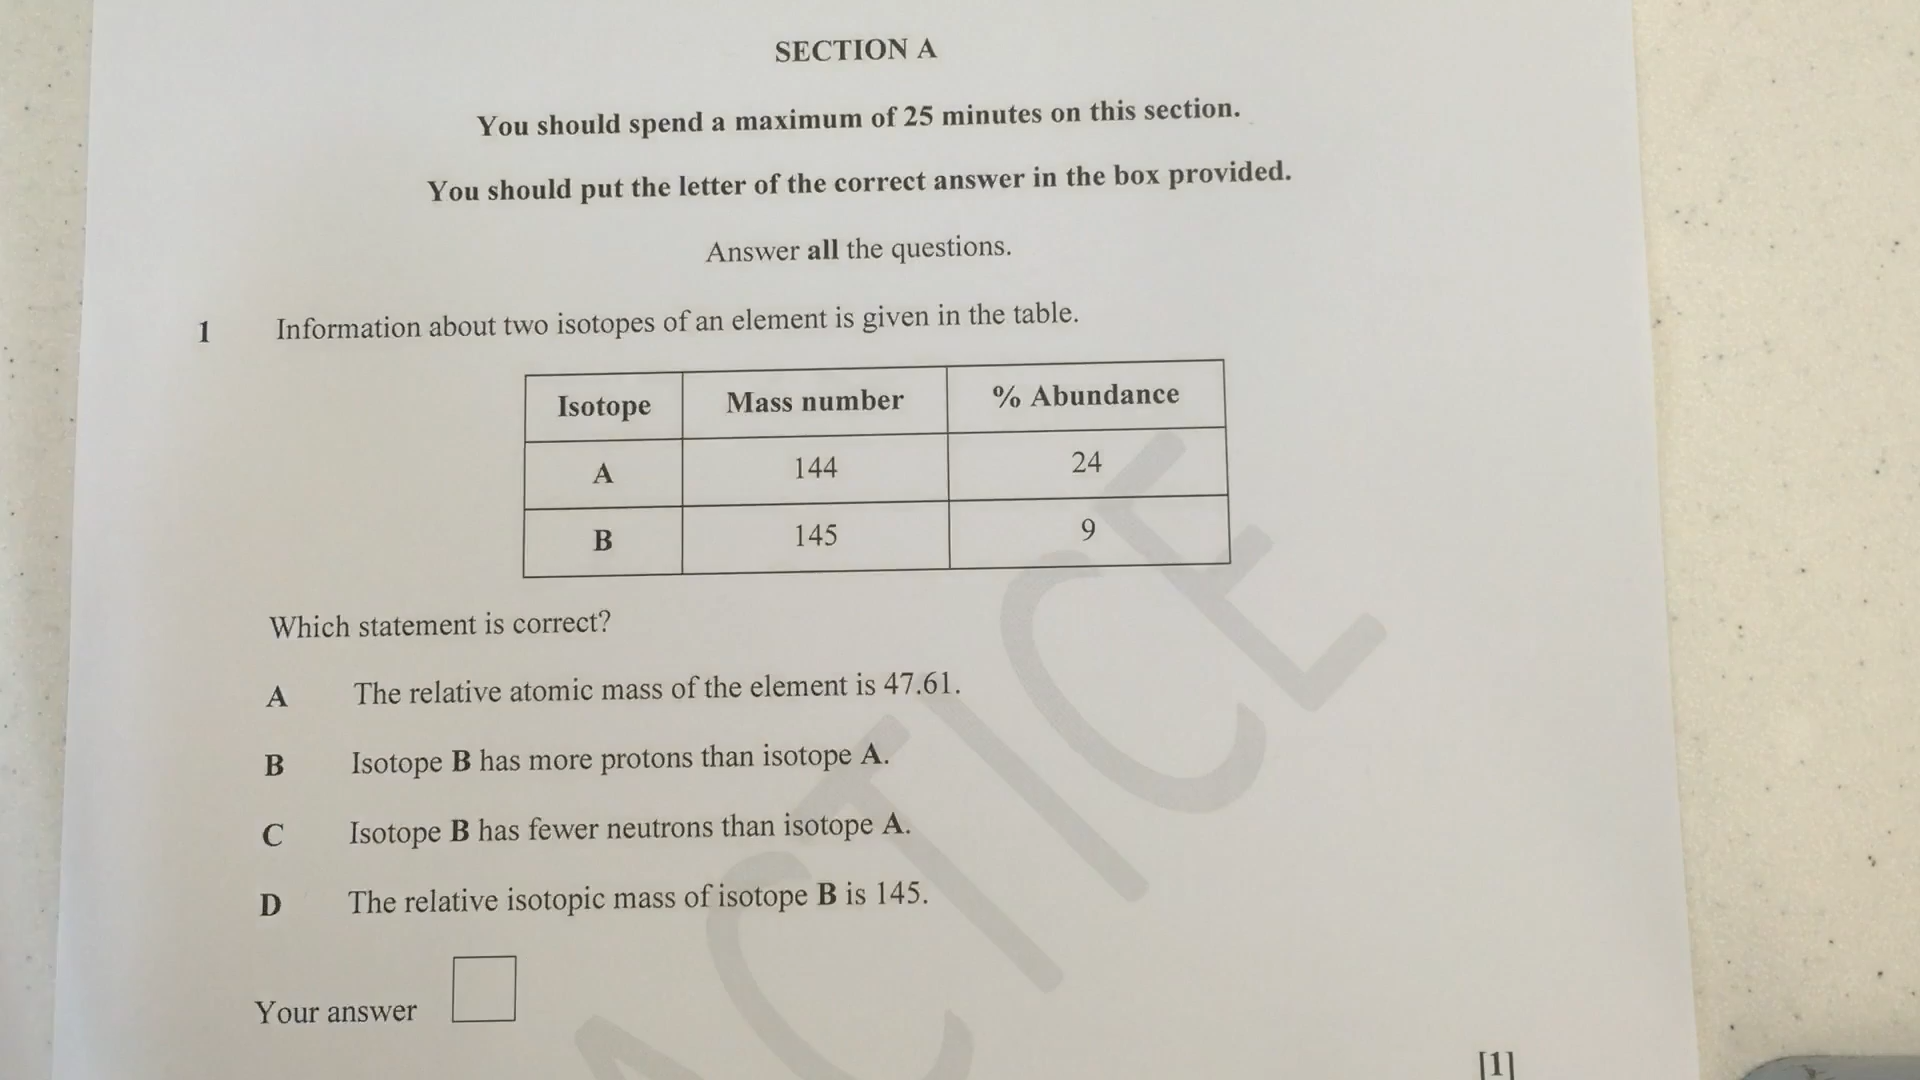 SECTION A
You should spend a maximum of 25 minutes on this section.
You should put the letter of the correct answer in the box provided.
Answer all the questions.
1 Information about two isotopes of an element is given in the table.
Isotope Mass number % Abundance
A 144 24
B 145 9
Which statement is correct?
A The relative atomic mass of the element is 47.61.
B Isotope B has more protons than isotope A.
C Isotope B has fewer neutrons than isotope A.
D The relative isotopic mass of isotope B is 145.
Your answer
[1]
ACTICE